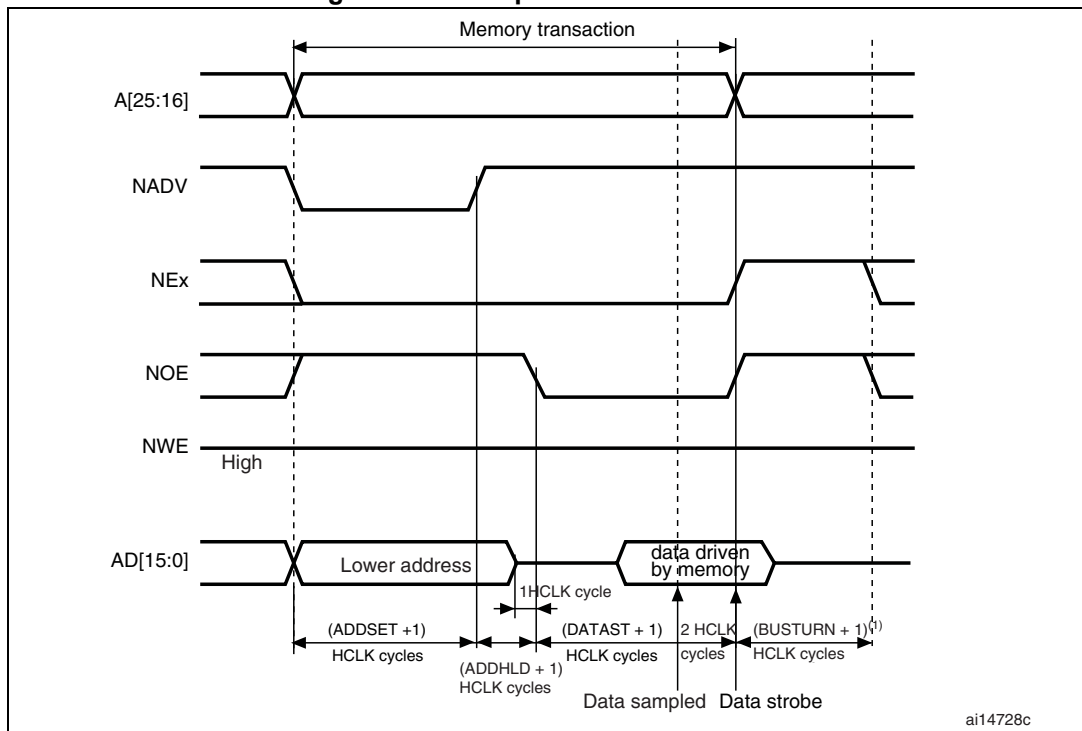 Memory transaction
A[25:16]
NADV
NEx
NOE
NWE
High
AD[15:0]
Lower address
data driven
by memory
1HCLK cycle
(ADDSET +1)
HCLK cycles
(ADDHLD + 1)
HCLK cycles
(DATAST + 1)
HCLK cycles
2 HCLK
cycles
(BUSTURN + 1)(1)
HCLK cycles
Data sampled
Data strobe
ai14728c